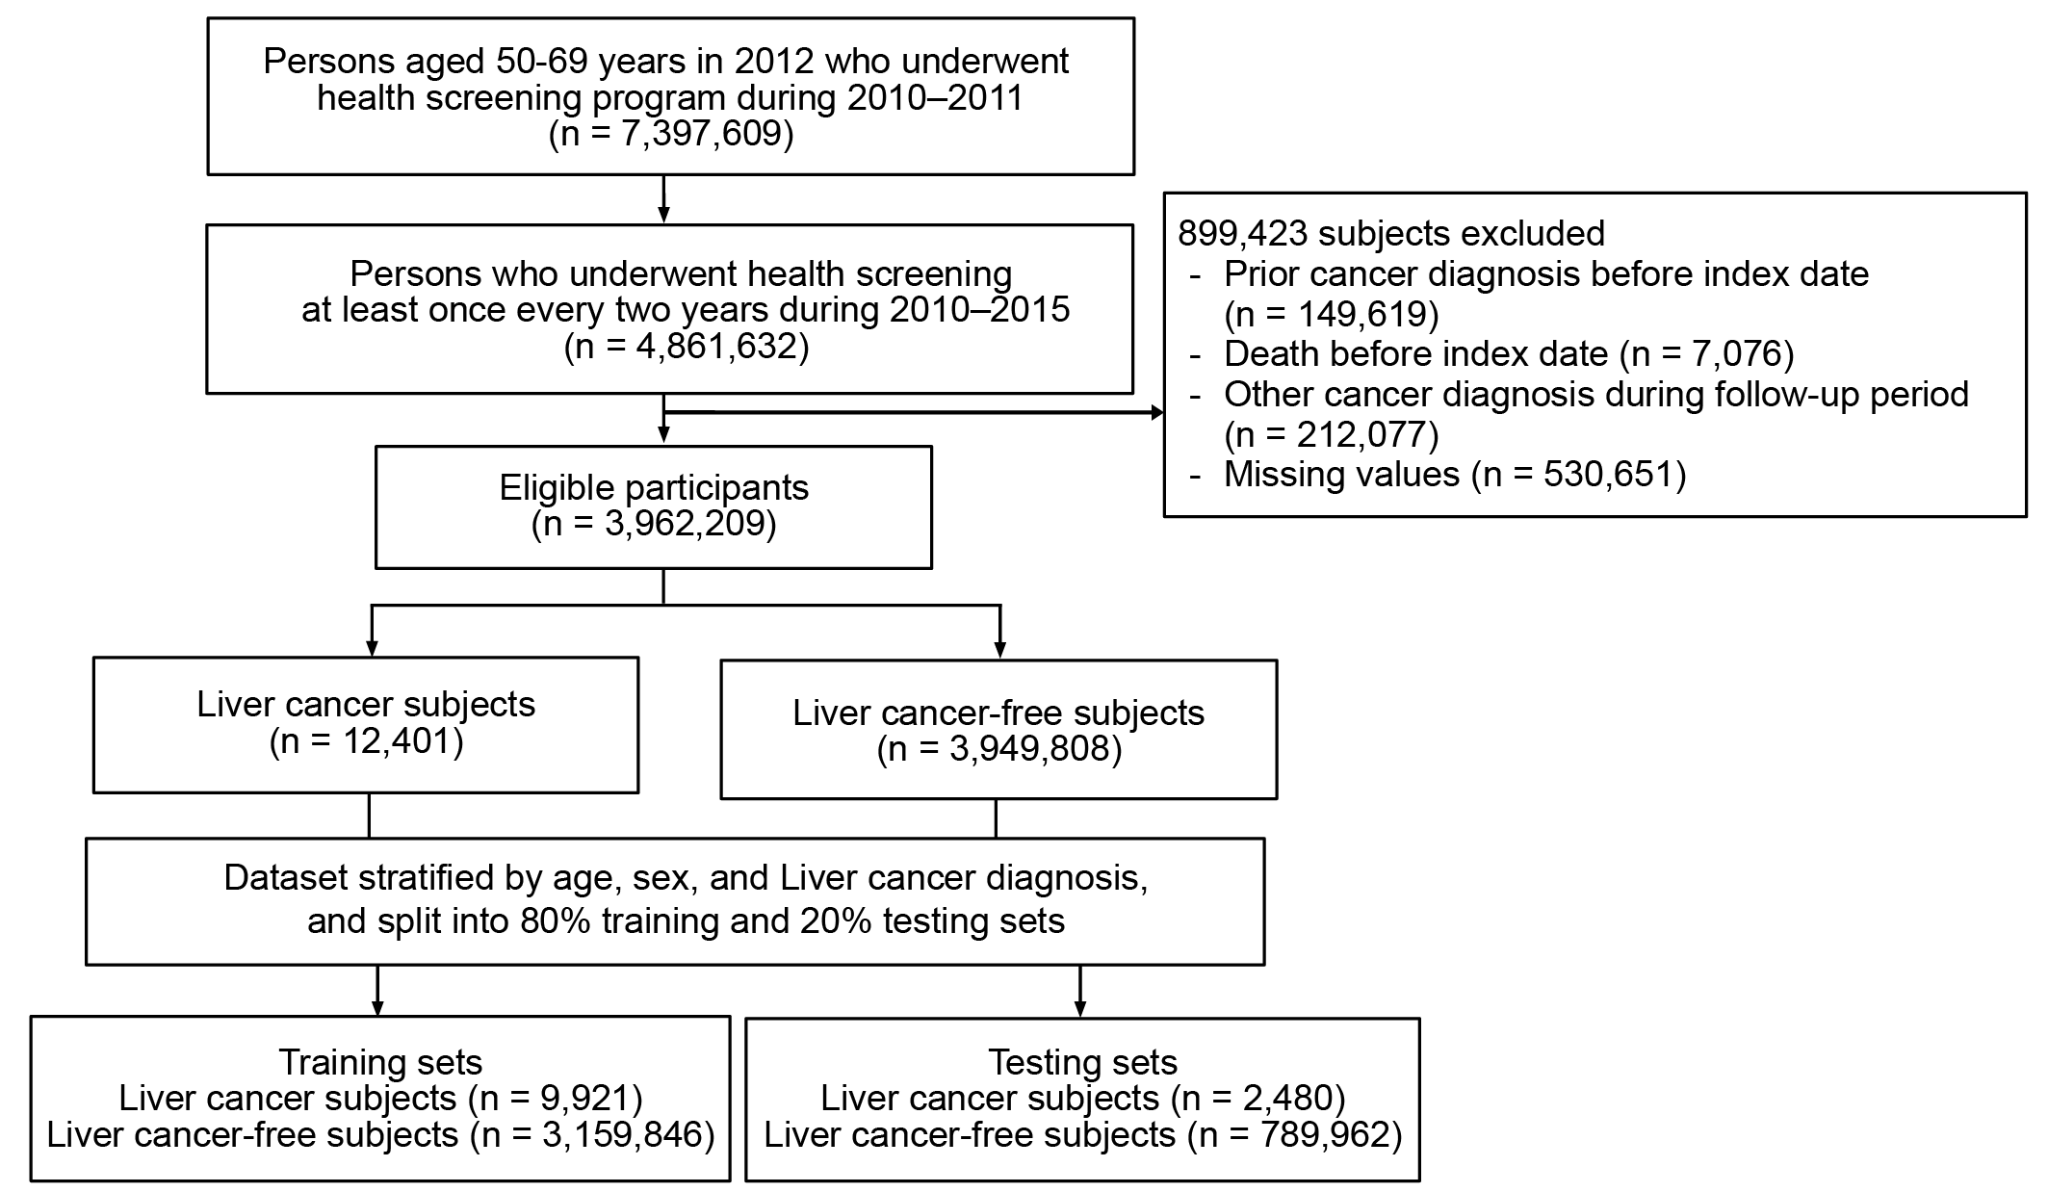 Persons aged 50-69 years in 2012 who underwent
health screening program during 2010–2011
(n = 7,397,609)
Persons who underwent health screening
at least once every two years during 2010–2015
(n = 4,861,632)
899,423 subjects excluded
- Prior cancer diagnosis before index date
(n = 149,619)
- Death before index date (n = 7,076)
- Other cancer diagnosis during follow-up period
(n = 212,077)
- Missing values (n = 530,651)
Eligible participants
(n = 3,962,209)
Liver cancer subjects
(n = 12,401)
Liver cancer-free subjects
(n = 3,949,808)
Dataset stratified by age, sex, and Liver cancer diagnosis,
and split into 80% training and 20% testing sets
Training sets
Liver cancer subjects (n = 9,921)
Liver cancer-free subjects (n = 3,159,846)
Testing sets
Liver cancer subjects (n = 2,480)
Liver cancer-free subjects (n = 789,962)